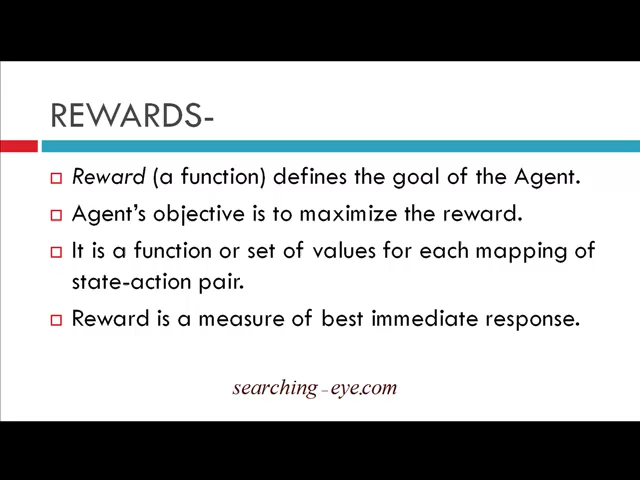 REWARDS-
Reward (a function) defines the goal of the Agent.
Agent's objective is to maximize the reward.
It is a function or set of values for each mapping of
state-action pair.
Reward is a measure of best immediate response.
searching-eye.com